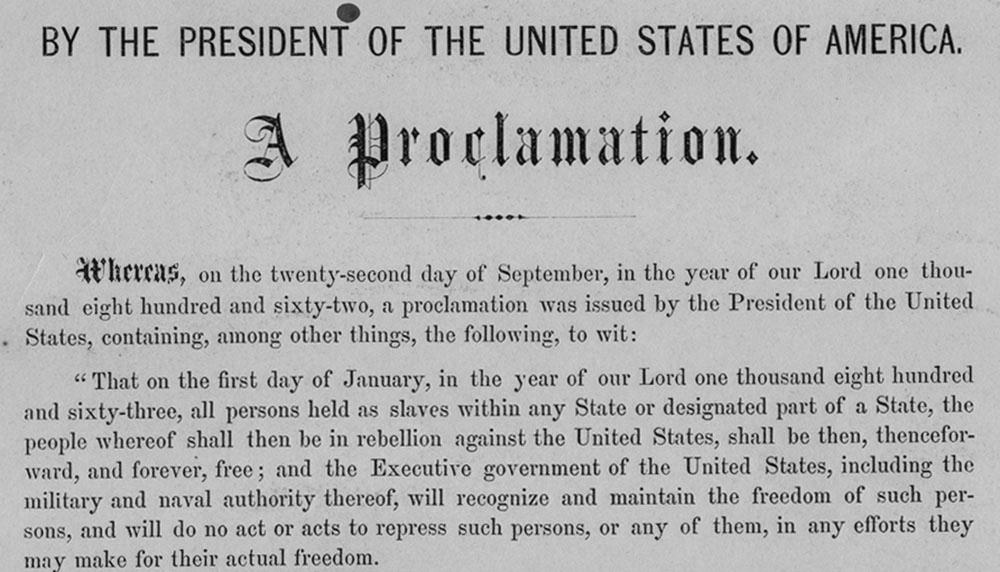 BY THE PRESIDENT OF THE UNITED STATES OF AMERICA.
A Proclamation.
Whereas, on the twenty-second day of September, in the year of our Lord one thou-
sand eight hundred and sixty-two, a proclamation was issued by the President of the United
States, containing, among other things, the following, to wit:
“ That on the first day of January, in the year of our Lord one thousand eight hundred
and sixty-three, all persons held as slaves within any State or designated part of a State, the
people whereof shall then be in rebellion against the United States, shall be then, thencefor-
ward, and forever, free; and the Executive government of the United States, including the
military and naval authority thereof, will recognize and maintain the freedom of such per-
sons, and will do no act or acts to repress such persons, or any of them, in any efforts they
may make for their actual freedom.